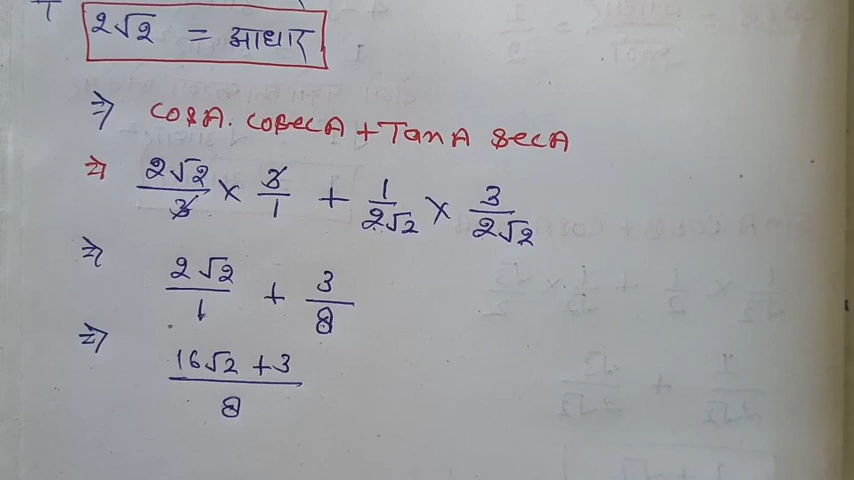 2√2 = आधार
⇒ cosA. cosecA + TanA secA
⇒ 2√2/3 × 3/1 + 1/2√2 × 3/2√2
⇒ 2√2/1 + 3/8
⇒ 16√2 + 3/8